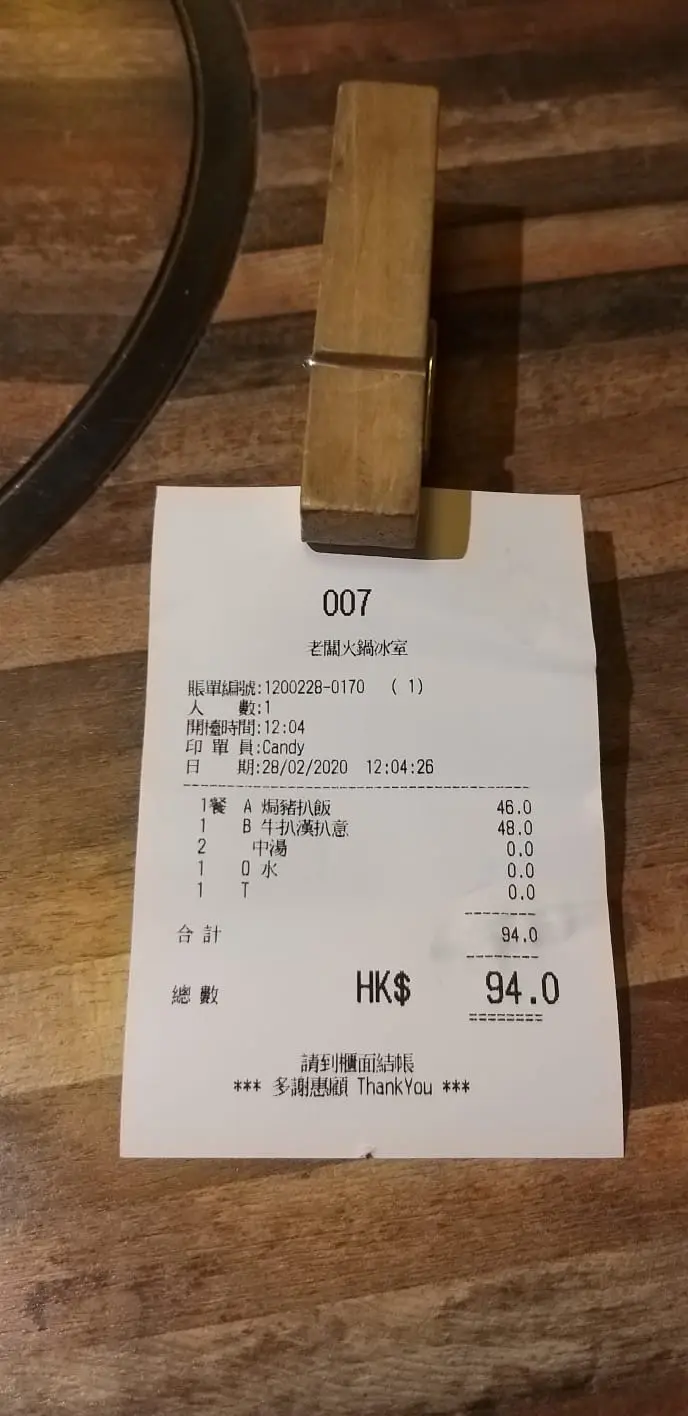 007
老闆火鍋冰室
賬單編號:1200228-0170 ( 1)
人 數:1
開檯時間:12:04
印 單 員:Candy
日 期:28/02/2020 12:04:26
1餐 A 焗豬扒飯 46.0
1 B 牛扒漢扒意 48.0
2 中湯 0.0
1 O 水 0.0
1 T 0.0
合 計 94.0
總 數 HK$ 94.0
請到櫃面結帳
*** 多謝惠顧 ThankYou ***